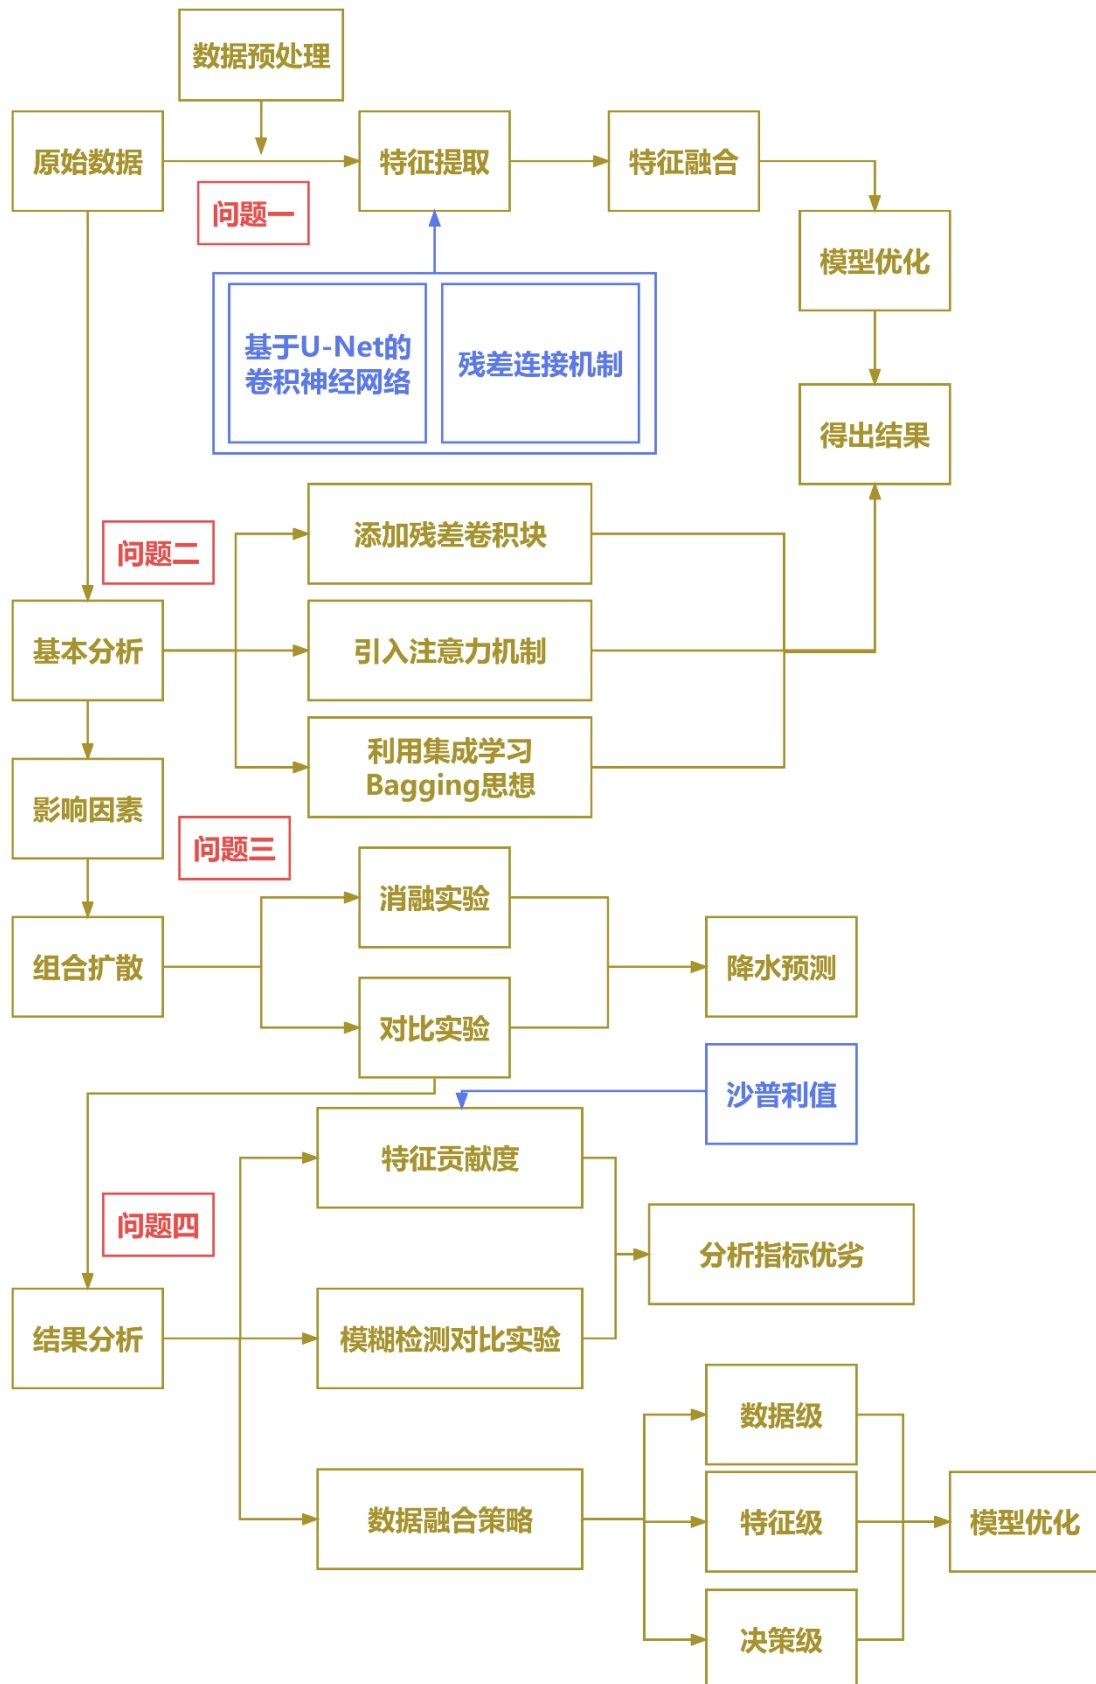 数据预处理
原始数据
特征提取
特征融合
问题一
模型优化
基于U-Net的
卷积神经网络
残差连接机制
得出结果
添加残差卷积块
问题二
基本分析
引入注意力机制
利用集成学习
Bagging思想
影响因素
问题三
消融实验
组合扩散
降水预测
对比实验
沙普利值
特征贡献度
问题四
分析指标优劣
结果分析
模糊检测对比实验
数据级
数据融合策略
特征级
模型优化
决策级